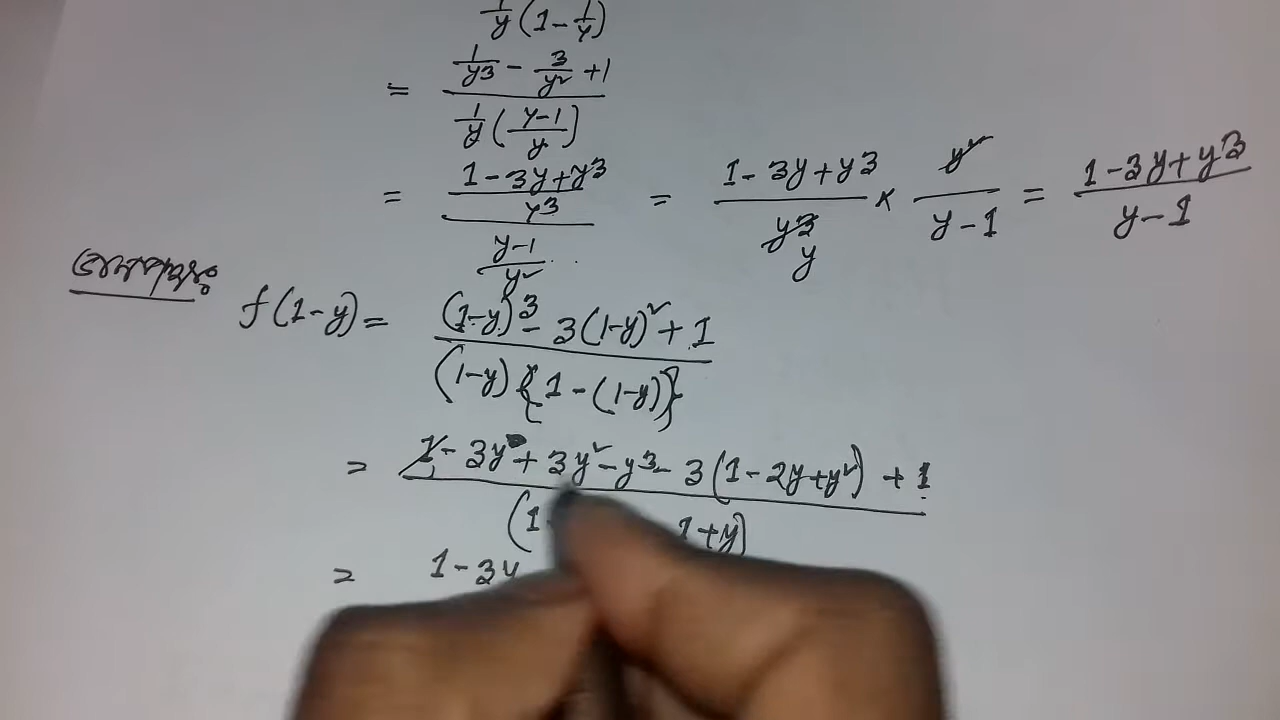 1/y (1 - 1/y)
= (1/y³ - 3/y² + 1) / (1/y ((y-1)/y))
= ((1-3y+y³)/y³) / ((y-1)/y²) = (1-3y+y³)/y³ y × y²/(y-1) = (1-3y+y³)/(y-1)
f(1-y) = ((1-y)³ - 3(1-y)² + 1) / ((1-y){1-(1-y)})
= (1 - 3y + 3y² - y³ - 3(1-2y+y²) + 1) / (1 1+y)
= 1-3y